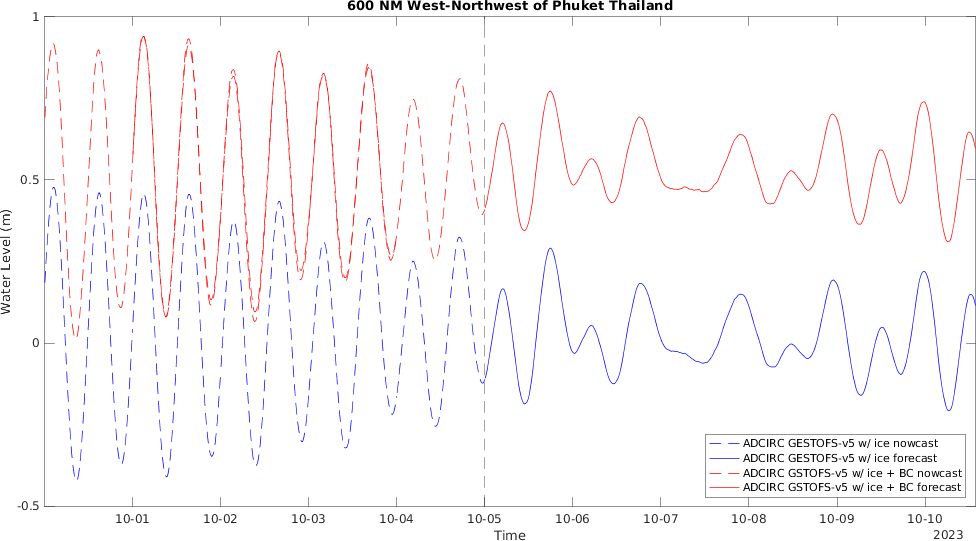 600 NM West-Northwest of Phuket Thailand
1
0.5
0
-0.5
Water Level (m)
10-01 10-02 10-03 10-04 10-05 10-06 10-07 10-08 10-09 10-10
Time
2023
ADCIRC GESTOFS-v5 w/ ice nowcast
ADCIRC GESTOFS-v5 w/ ice forecast
ADCIRC GSTOFS-v5 w/ ice + BC nowcast
ADCIRC GSTOFS-v5 w/ ice + BC forecast